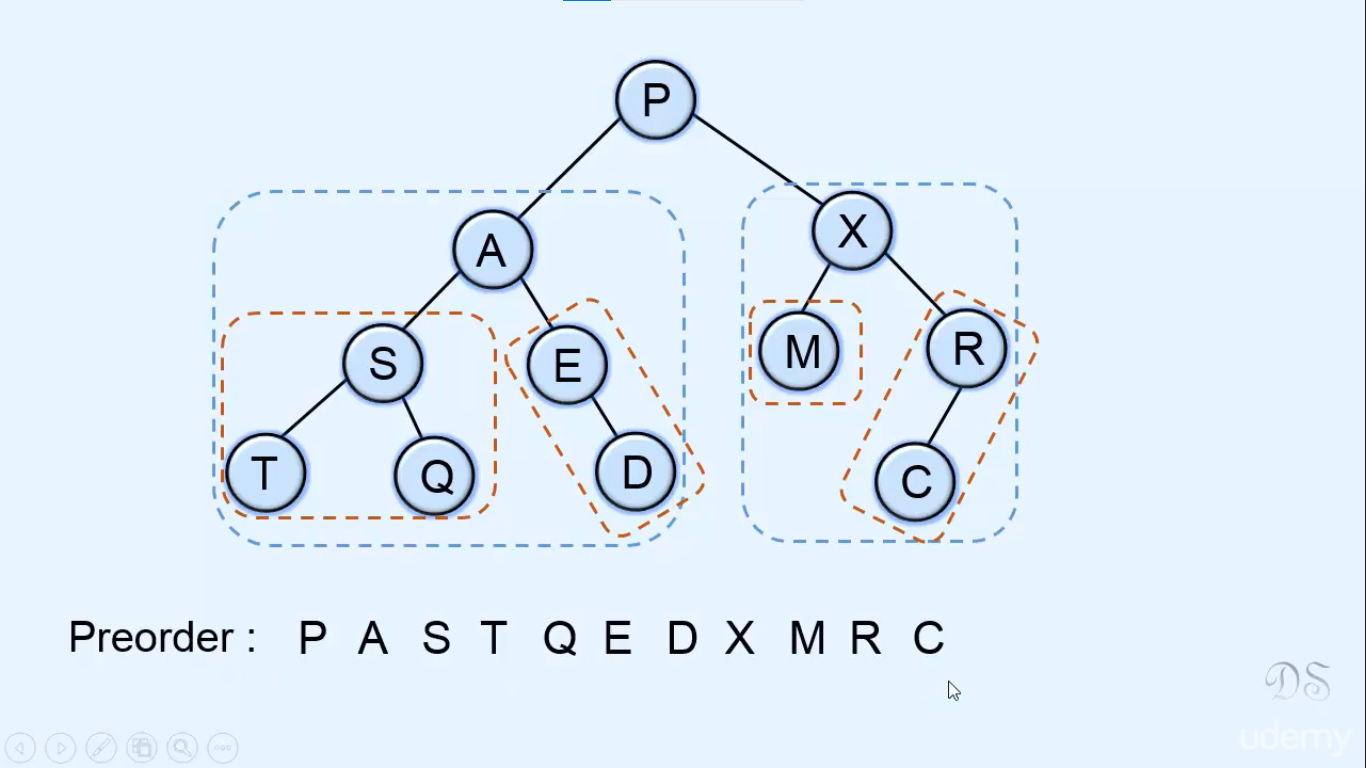 P
A X
S E M R
T Q D C
Preorder : P A S T Q E D X M R C
DS
udemy